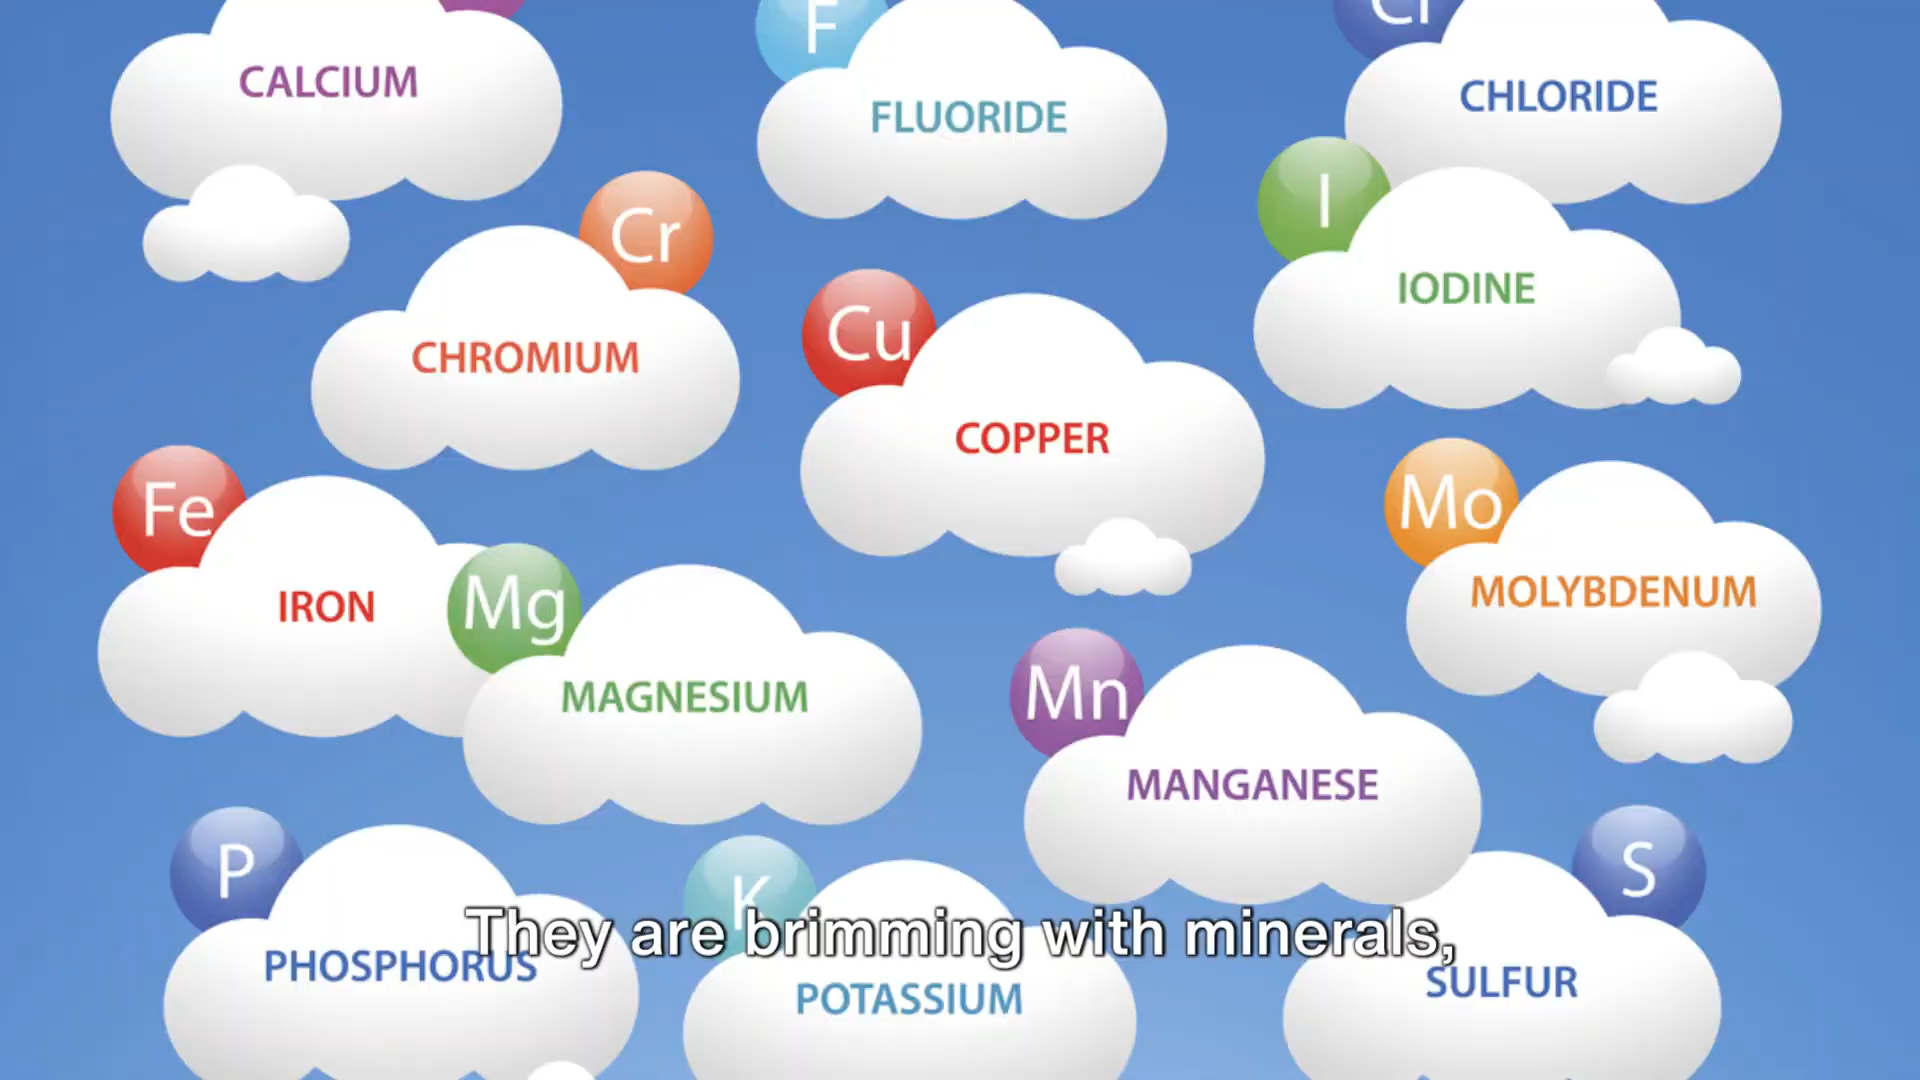 CALCIUM
F
FLUORIDE
Cl
CHLORIDE
I
IODINE
Cr
CHROMIUM
Cu
COPPER
Fe
IRON
Mg
MAGNESIUM
Mo
MOLYBDENUM
Mn
MANGANESE
P
PHOSPHORUS
K
POTASSIUM
S
SULFUR
They are brimming with minerals,